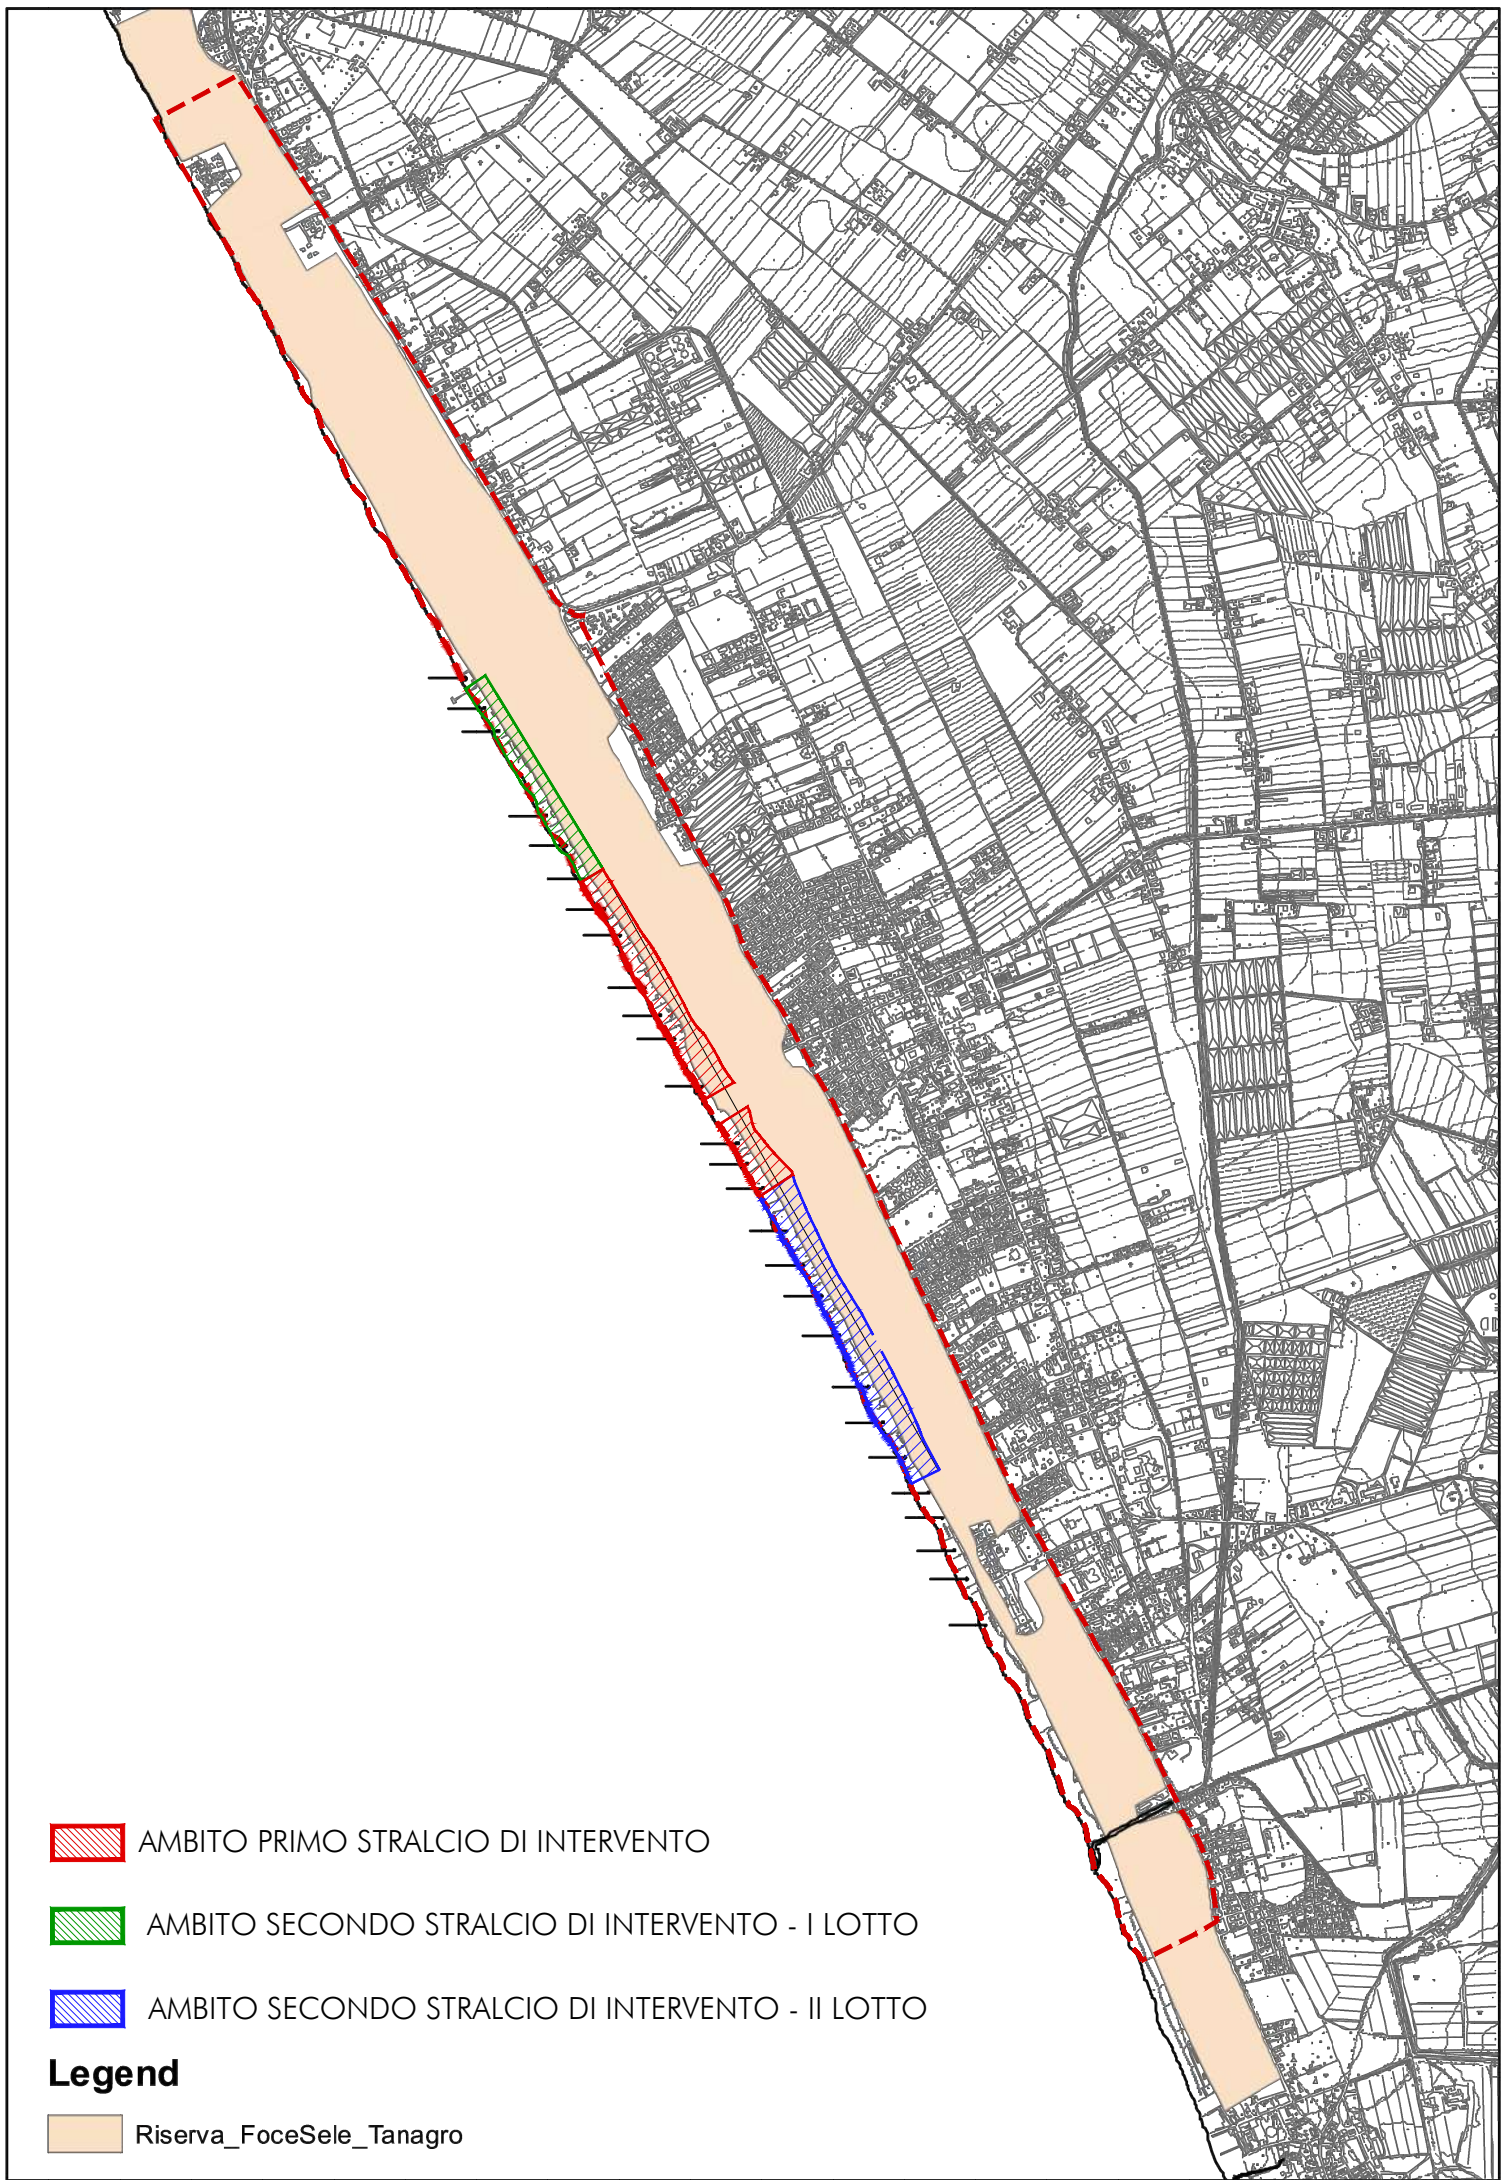 AMBITO PRIMO STRALCIO DI INTERVENTO
AMBITO SECONDO STRALCIO DI INTERVENTO - I LOTTO
AMBITO SECONDO STRALCIO DI INTERVENTO - II LOTTO
Legend
Riserva_FoceSele_Tanagro